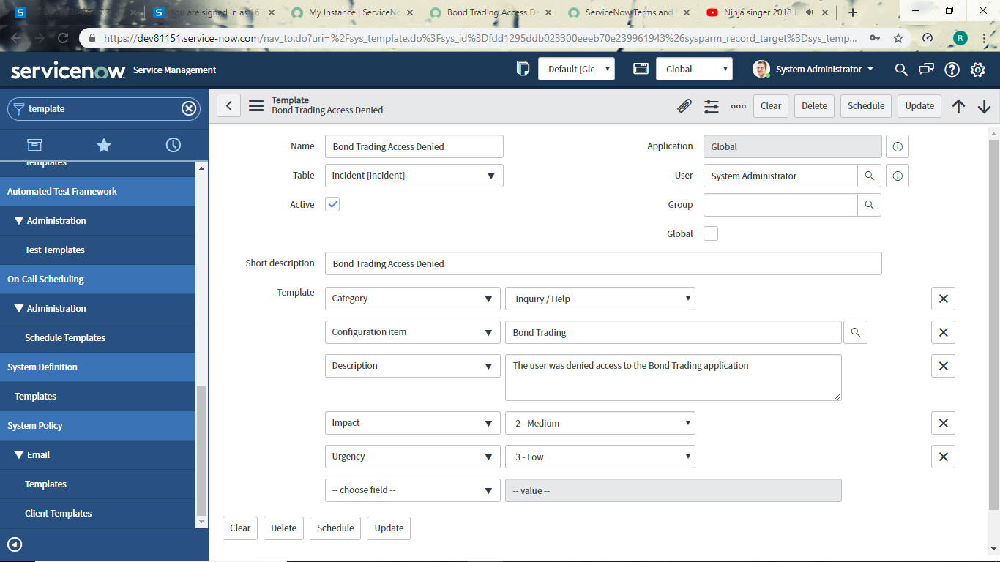 You are signed in as 16
My Instance | ServiceNo
Bond Trading Access De
ServiceNow Terms and
Ninja singer 2018 I
https://dev81151.service-now.com/nav_to.do?uri=%2Fsys_template.do%3Fsys_id%3Dfdd1295ddb023300eeeb70e239961943%26sysparm_record_target%3Dsys_temp...
R
servicenow Service Management
Default [Glo
Global
System Administrator
template
Template
Bond Trading Access Denied
Clear
Delete
Schedule
Update
Templates
Automated Test Framework
Administration
Test Templates
On-Call Scheduling
Administration
Schedule Templates
System Definition
Templates
System Policy
Email
Templates
Client Templates
Name
Bond Trading Access Denied
Application
Global
Table
Incident [incident]
User
System Administrator
Active
Group
Global
Short description
Bond Trading Access Denied
Template
Category
Inquiry / Help
Configuration item
Bond Trading
Description
The user was denied access to the Bond Trading application
Impact
2 - Medium
Urgency
3 - Low
-- choose field --
-- value --
Clear
Delete
Schedule
Update